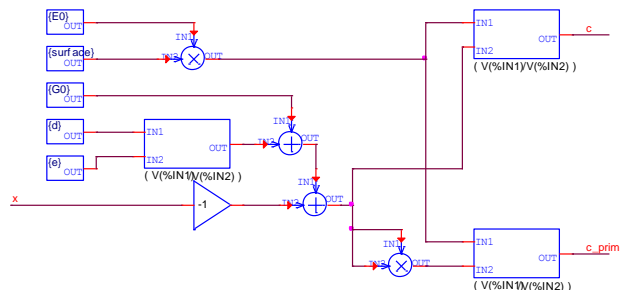 {E0}
OUT
IN1
{surface}
OUT
IN2
OUT
IN1
IN2
OUT
c
( V(%IN1)/V(%IN2) )
{G0}
OUT
IN1
{d}
OUT
IN1
IN2
OUT
IN2
OUT
{e}
OUT
( V(%IN1)/V(%IN2) )
IN1
x
-1
IN2
OUT
IN1
IN2
OUT
IN1
IN2
OUT
c_prim
( V(%IN1)/V(%IN2) )